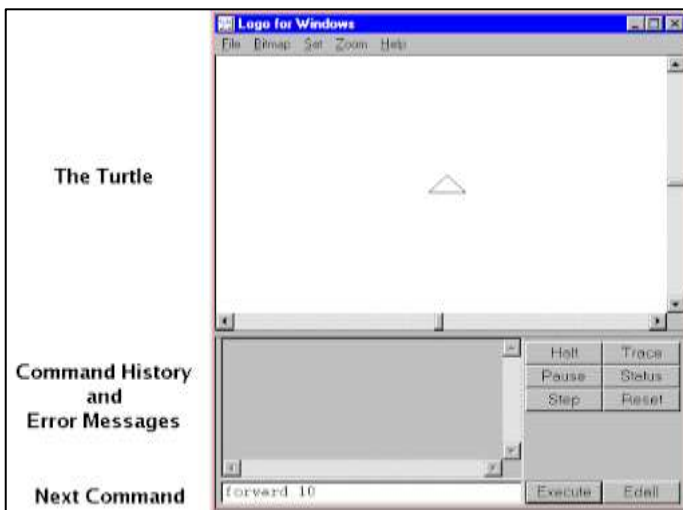 Logo for Windows
File Bitmap Set Zoom Help
The Turtle
Command History
and
Error Messages
Halt Trace
Pause Status
Step Reset
Next Command
forward 10
Execute Edall